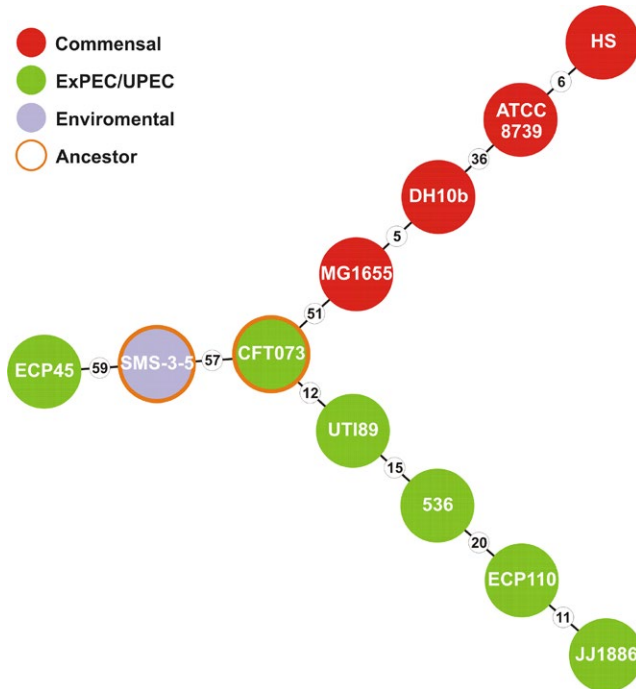 Commensal
ExPEC/UPEC
Enviromental
Ancestor
HS
6
ATCC
8739
36
DH10b
5
MG1655
51
CFT073
57
SMS-3-5
59
ECP45
12
UTI89
15
536
20
ECP110
11
JJ1886